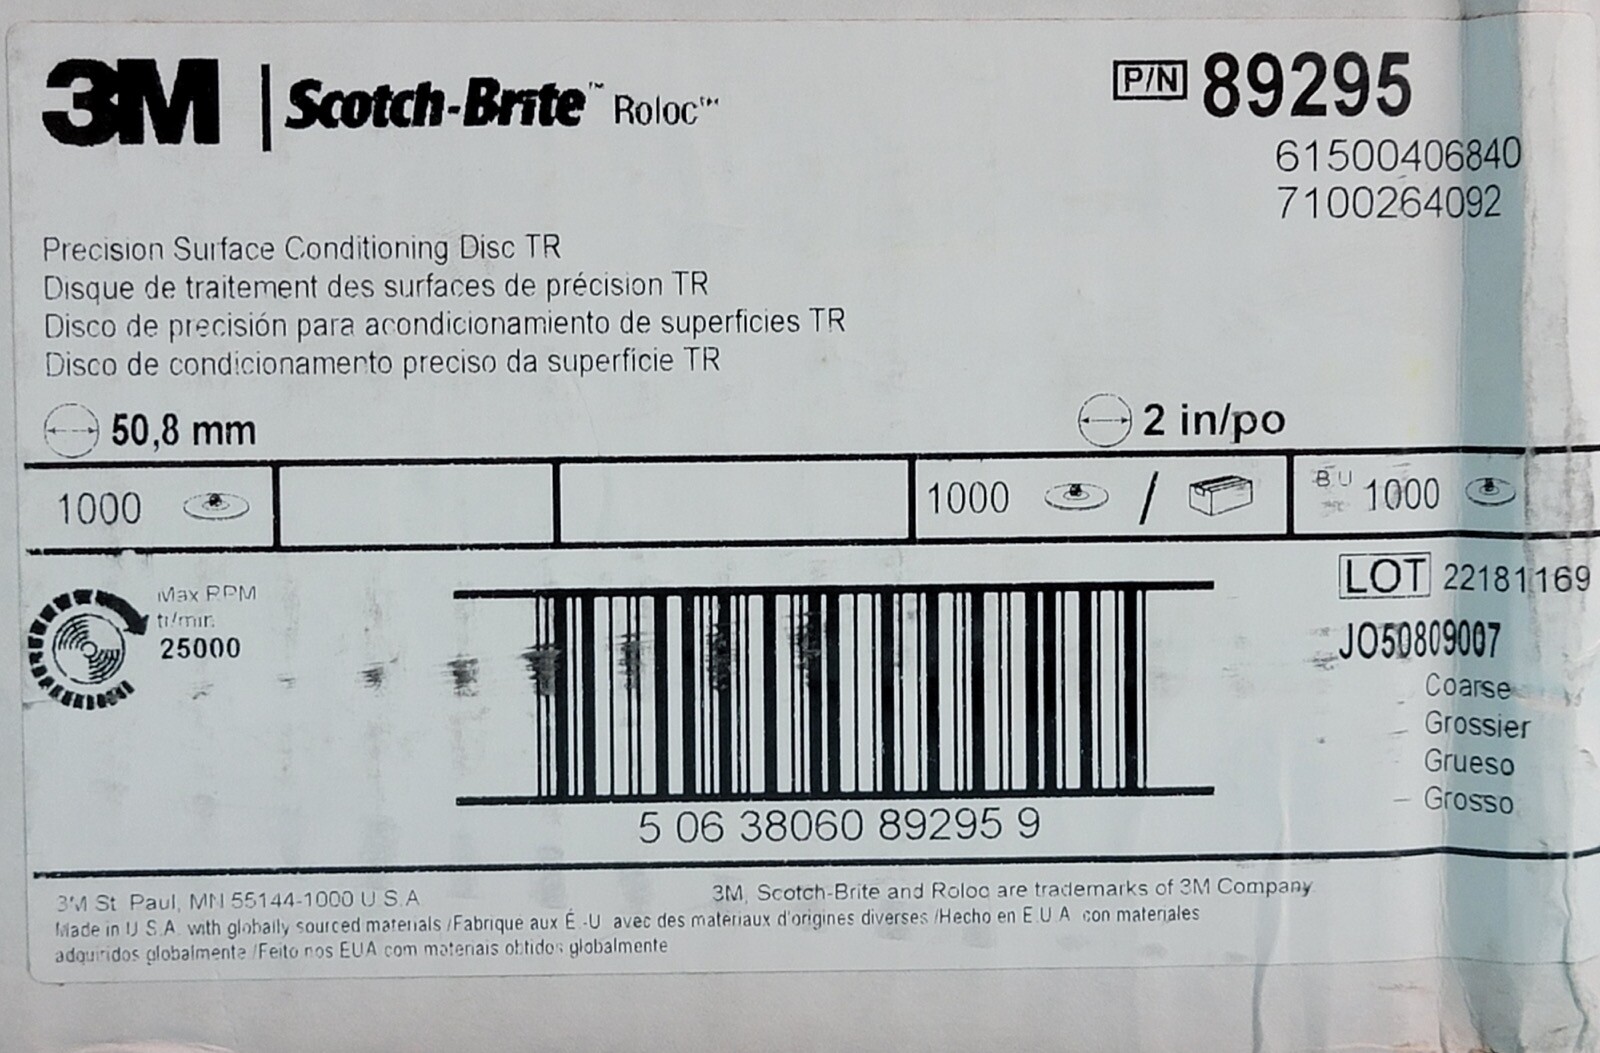 3M | Scotch-Brite™ Roloc™
P/N 89295
61500406840
7100264092
Precision Surface Conditioning Disc TR
Disque de traitement des surfaces de précision TR
Disco de precisión para acondicionamiento de superficies TR
Disco de condicionamento preciso da superfície TR
50,8 mm
2 in/po
1000
1000 /
B U 1000
Max RPM
tr/min.
25000
LOT 22181169
JO50809007
Coarse
Grossier
Grueso
Grosso
5 06 38060 89295 9
3M St. Paul, MN 55144-1000 U.S.A
3M, Scotch-Brite and Roloc are trademarks of 3M Company
Made in U.S.A. with globally sourced materials /Fabrique aux É.-U. avec des materiaux d'origines diverses /Hecho en E.U.A. con materiales
adquiridos globalmente /Feito nos EUA com materiais obtidos globalmente